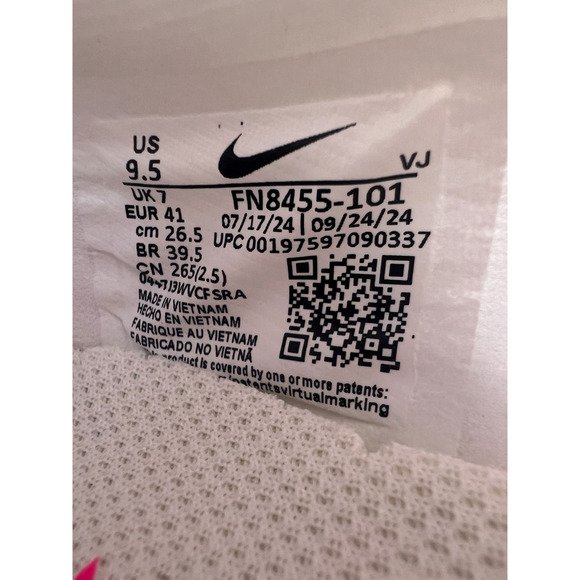 US
9.5
VJ
UK 7
FN8455-101
EUR 41
07/17/24 | 09/24/24
cm 26.5
UPC 00197597090337
BR 39.5
CN 265(2.5)
MADE IN VIETNAM
HECHO EN VIETNAM
FABRIQUE AU VIETNAM
FABRICADO NO VIETNÃ
product is covered by one or more patents: